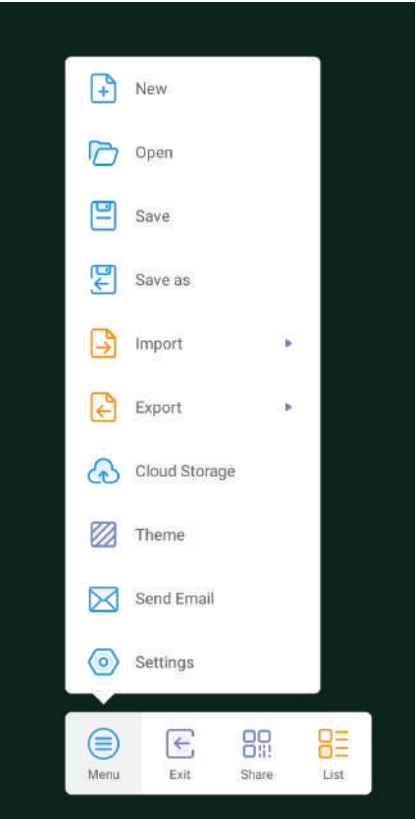 New
Open
Save
Save as
Import
Export
Cloud Storage
Theme
Send Email
Settings
Menu
Exit
Share
List